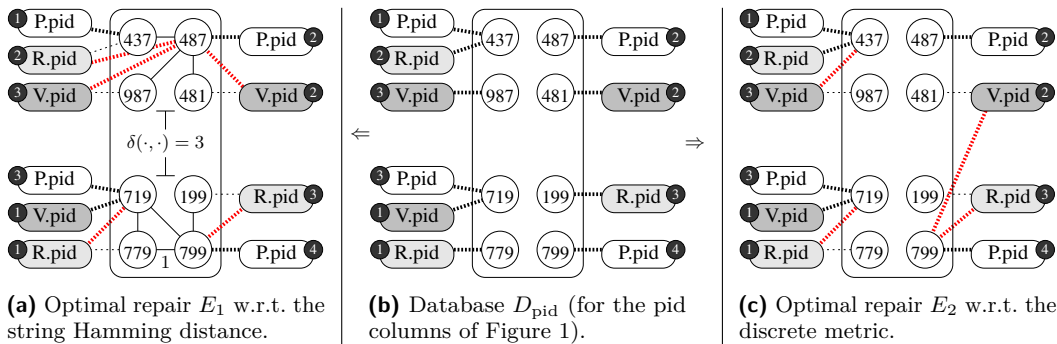 1 P.pid 437 487 P.pid 2
2 R.pid
3 V.pid 987 481 V.pid 2
δ(·,·) = 3
3 P.pid
1 V.pid 719 199 R.pid 3
1 R.pid 779 1 799 P.pid 4
(a) Optimal repair E₁ w.r.t. the
string Hamming distance.
⇐
1 P.pid 437 487 P.pid 2
2 R.pid
3 V.pid 987 481 V.pid 2
3 P.pid
1 V.pid 719 199 R.pid 3
1 R.pid 779 799 P.pid 4
(b) Database D_pid (for the pid
columns of Figure 1).
⇒
1 P.pid 437 487 P.pid 2
2 R.pid
3 V.pid 987 481 V.pid 2
3 P.pid
1 V.pid 719 199 R.pid 3
1 R.pid 779 799 P.pid 4
(c) Optimal repair E₂ w.r.t. the
discrete metric.